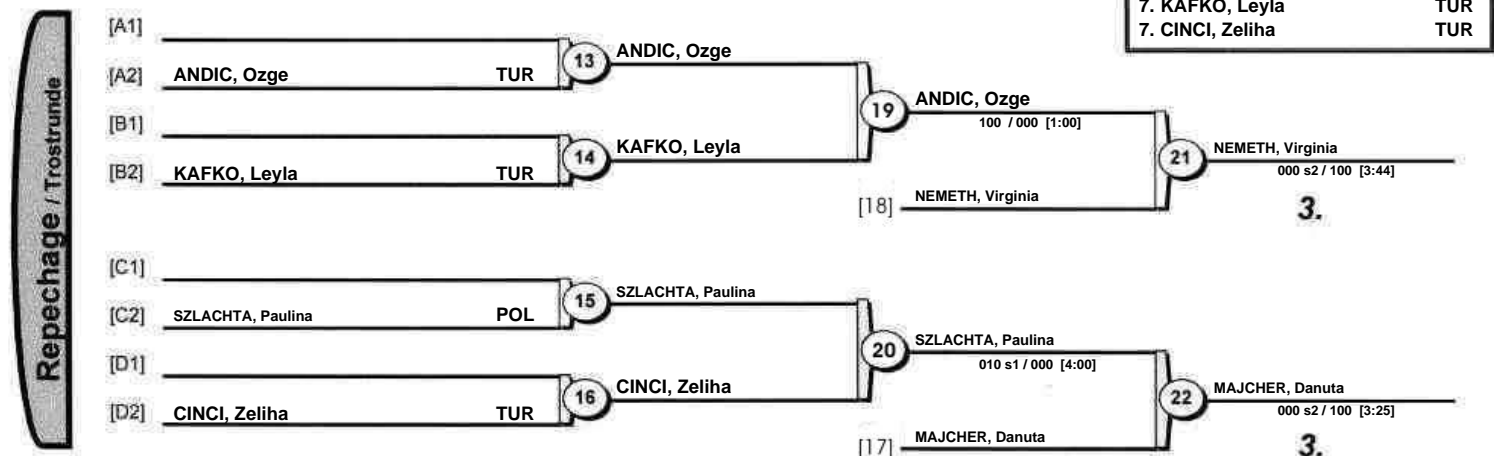 7. KAFKO, Leyla TUR
7. CINCI, Zeliha TUR
Repechage / Trostrunde
[A1]
[A2] ANDIC, Ozge TUR
13 ANDIC, Ozge
[B1]
[B2] KAFKO, Leyla TUR
14 KAFKO, Leyla
19 ANDIC, Ozge
100 / 000 [1:00]
[18] NEMETH, Virginia
21 NEMETH, Virginia
000 s2 / 100 [3:44]
3.
[C1]
[C2] SZLACHTA, Paulina POL
15 SZLACHTA, Paulina
[D1]
[D2] CINCI, Zeliha TUR
16 CINCI, Zeliha
20 SZLACHTA, Paulina
010 s1 / 000 [4:00]
[17] MAJCHER, Danuta
22 MAJCHER, Danuta
000 s2 / 100 [3:25]
3.